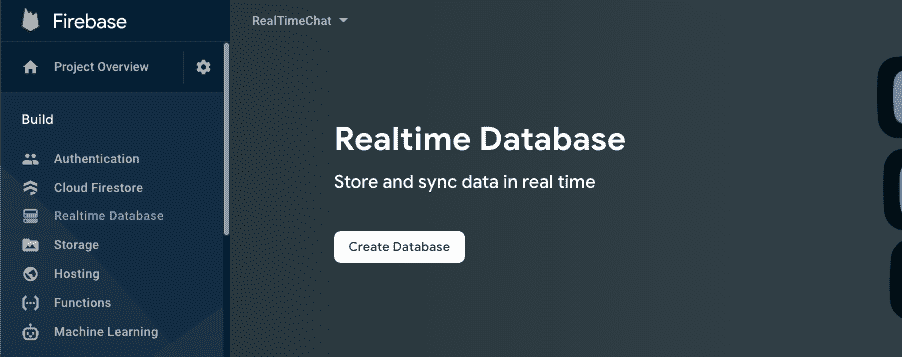 Firebase
RealTimeChat
Project Overview
Build
Authentication
Cloud Firestore
Realtime Database
Storage
Hosting
Functions
Machine Learning
Realtime Database
Store and sync data in real time
Create Database